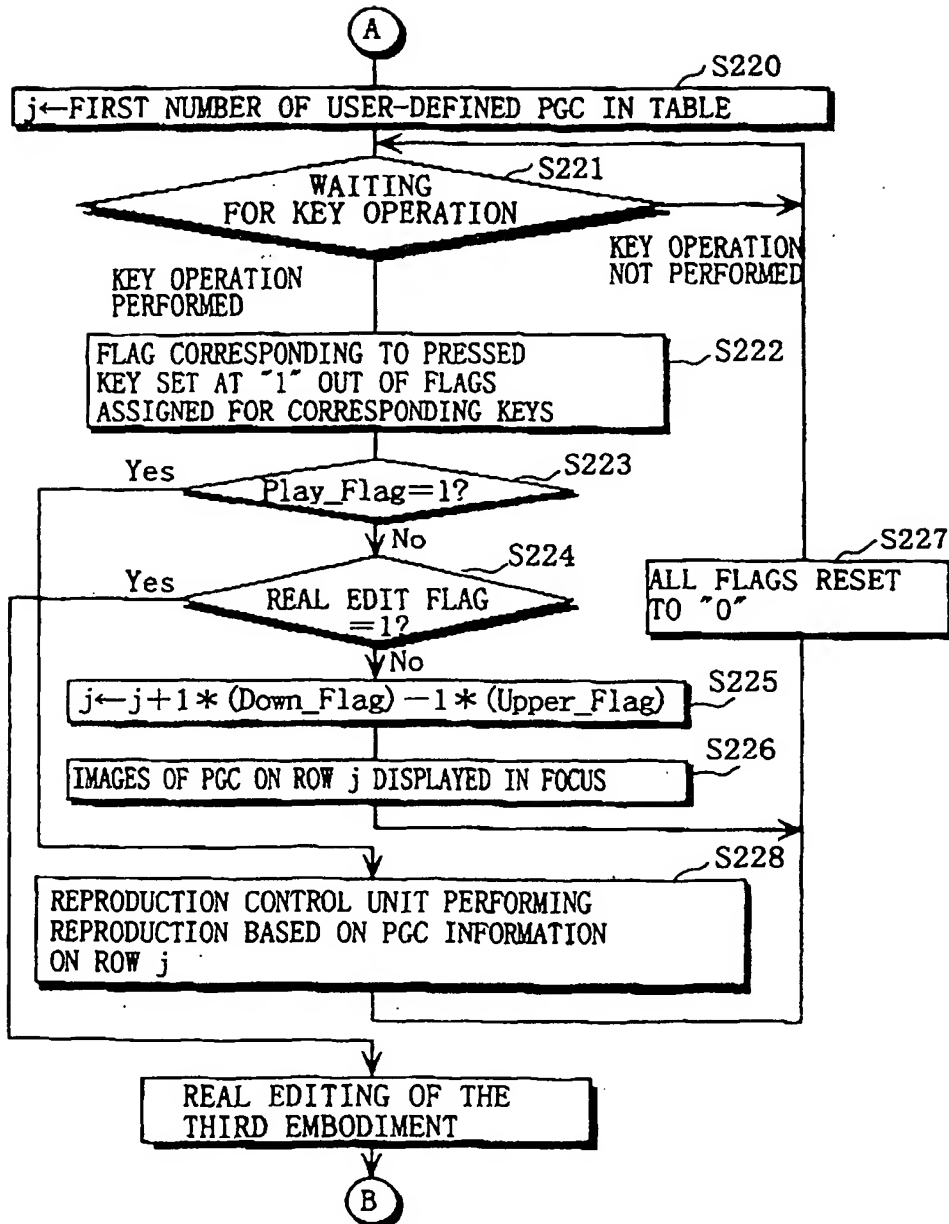 A
S220
j←FIRST NUMBER OF USER-DEFINED PGC IN TABLE
S221
WAITING
FOR KEY OPERATION
KEY OPERATION
NOT PERFORMED
KEY OPERATION
PERFORMED
S222
FLAG CORRESPONDING TO PRESSED
KEY SET AT "1" OUT OF FLAGS
ASSIGNED FOR CORRESPONDING KEYS
S223
Yes
Play_Flag=1?
No
S224
Yes
REAL EDIT FLAG
=1?
No
S227
ALL FLAGS RESET
TO "0"
S225
j←j+1*(Down_Flag)-1*(Upper_Flag)
S226
IMAGES OF PGC ON ROW j DISPLAYED IN FOCUS
S228
REPRODUCTION CONTROL UNIT PERFORMING
REPRODUCTION BASED ON PGC INFORMATION
ON ROW j
REAL EDITING OF THE
THIRD EMBODIMENT
B